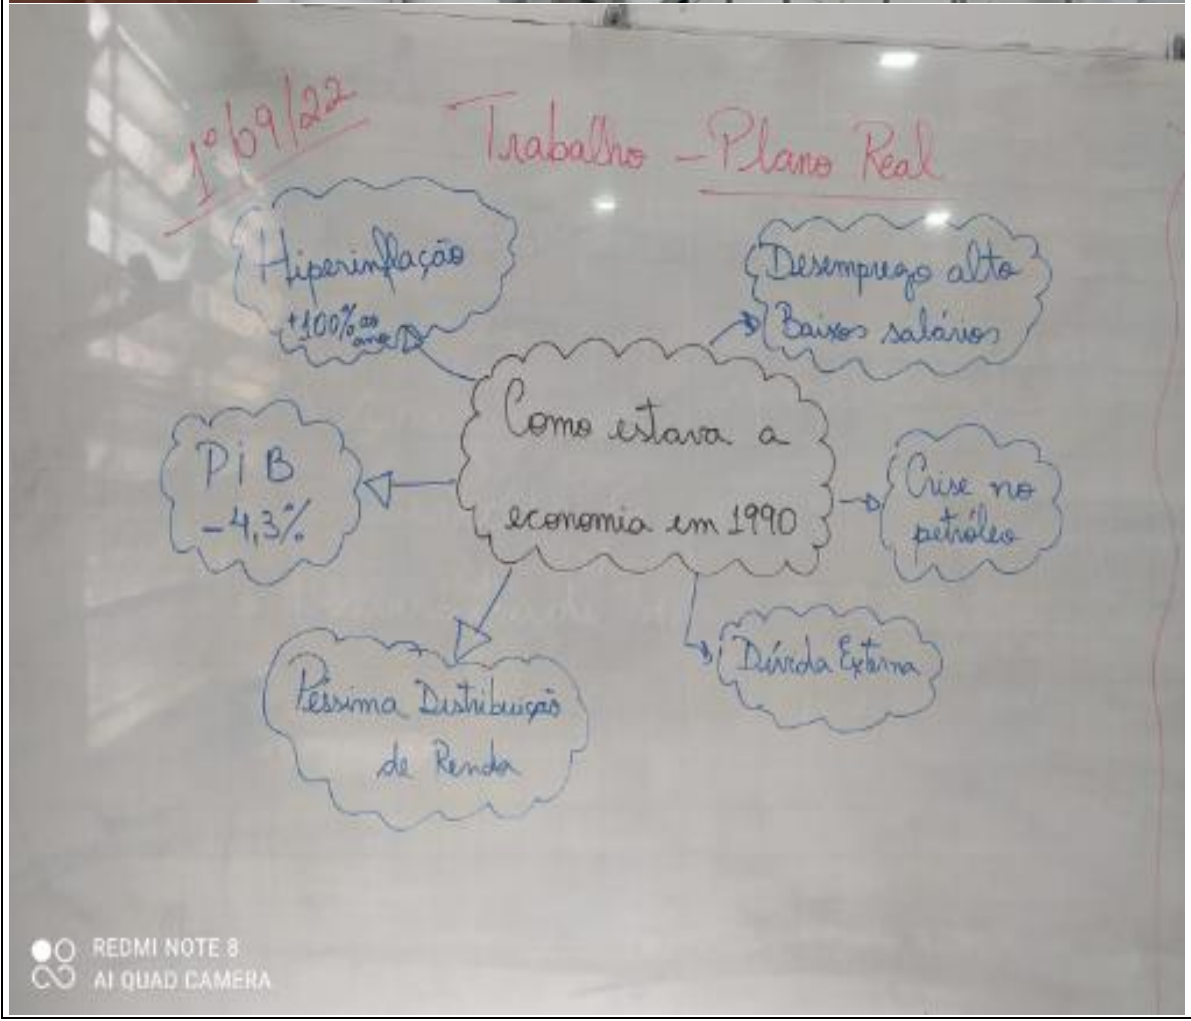 1º/09/22
Trabalho - Plano Real
Hiperinflação
+100% ao
ano
Desemprego alto
Baixos salários
Como estava a
economia em 1990
PiB
-4,3%
Crise no
petróleo
Péssima Distribuição
de Renda
Dívida Externa
REDMI NOTE 8
AI QUAD CAMERA